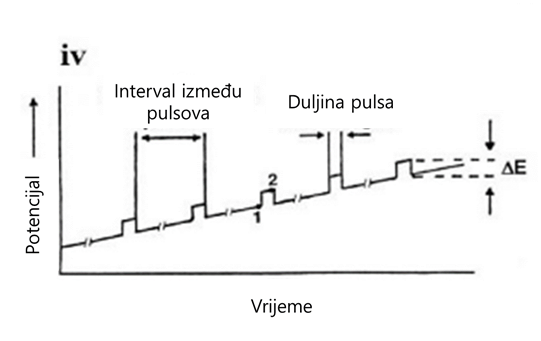 iv
Interval između
pulsova
Duljina pulsa
2
1
ΔE
Potencijal
Vrijeme